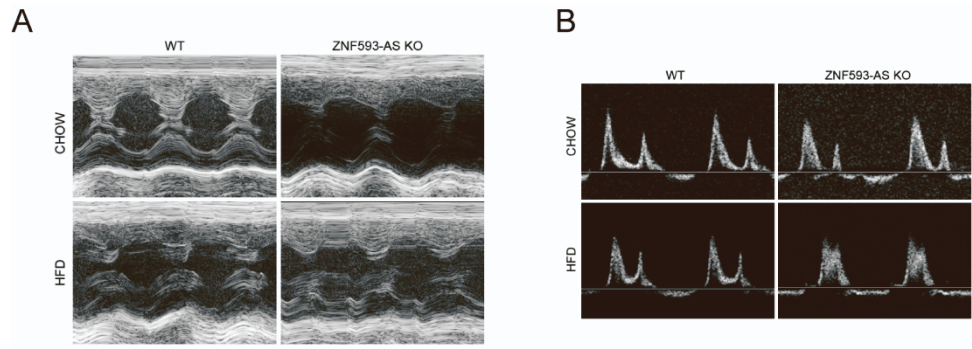 A
WT
ZNF593-AS KO
CHOW
HFD
B
WT
ZNF593-AS KO
CHOW
HFD